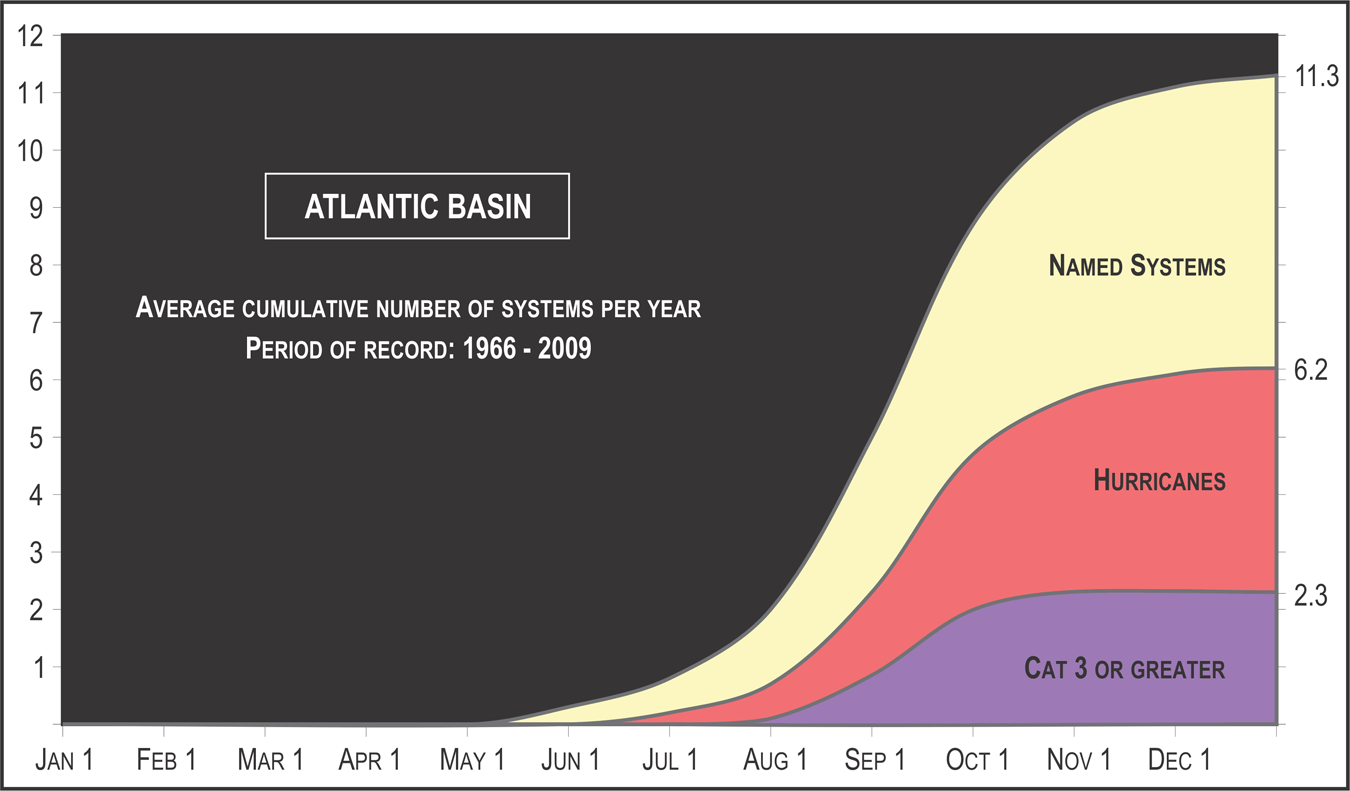 12
11
10
9
8
7
6
5
4
3
2
1
ATLANTIC BASIN
AVERAGE CUMULATIVE NUMBER OF SYSTEMS PER YEAR
PERIOD OF RECORD: 1966 - 2009
NAMED SYSTEMS
HURRICANES
CAT 3 OR GREATER
11.3
6.2
2.3
JAN 1 FEB 1 MAR 1 APR 1 MAY 1 JUN 1 JUL 1 AUG 1 SEP 1 OCT 1 NOV 1 DEC 1